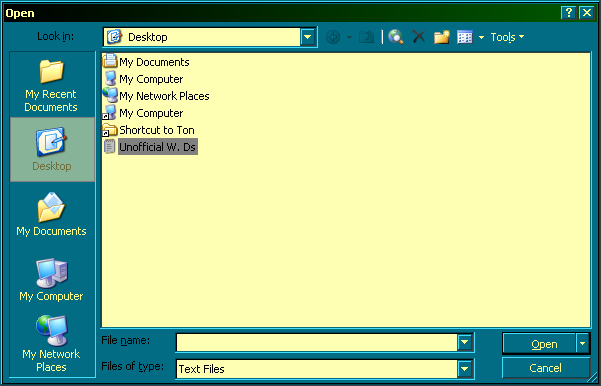 Open
Look in:
Desktop
Tools
My Recent
Documents
Desktop
My Documents
My Computer
My Network
Places
My Documents
My Computer
My Network Places
My Computer
Shortcut to Ton
Unofficial W. Ds
File name:
Open
Files of type:
Text Files
Cancel